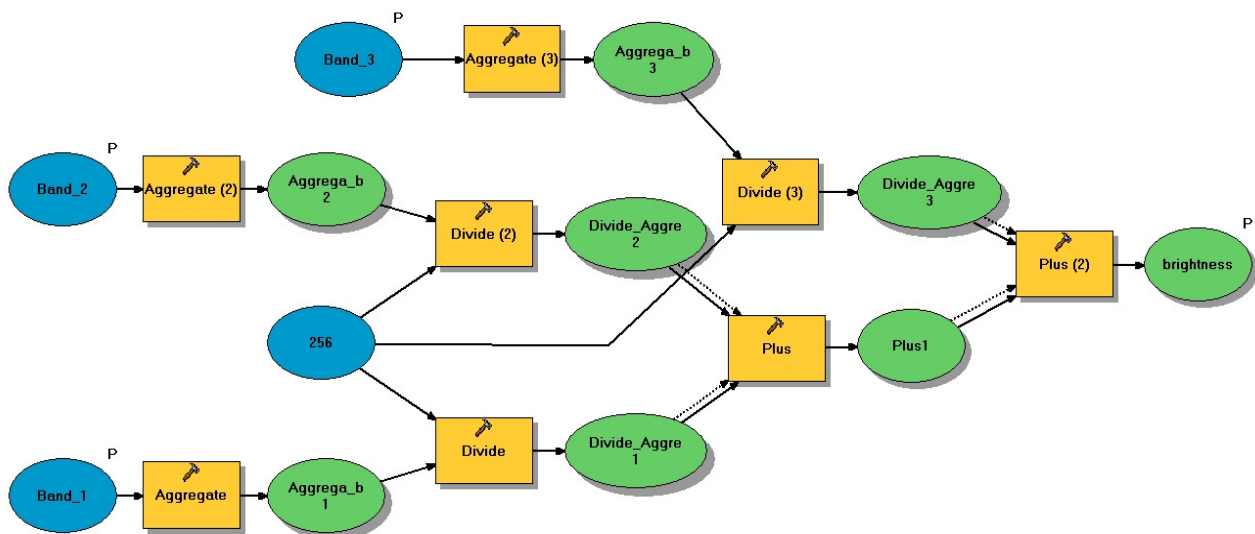 P
Band_3
Aggregate (3)
Aggrega_b
3
P
Band_2
Aggregate (2)
Aggrega_b
2
Divide (2)
Divide_Aggre
2
Divide (3)
Divide_Aggre
3
Plus (2)
P
brightness
256
Plus
Plus1
P
Band_1
Aggregate
Aggrega_b
1
Divide
Divide_Aggre
1